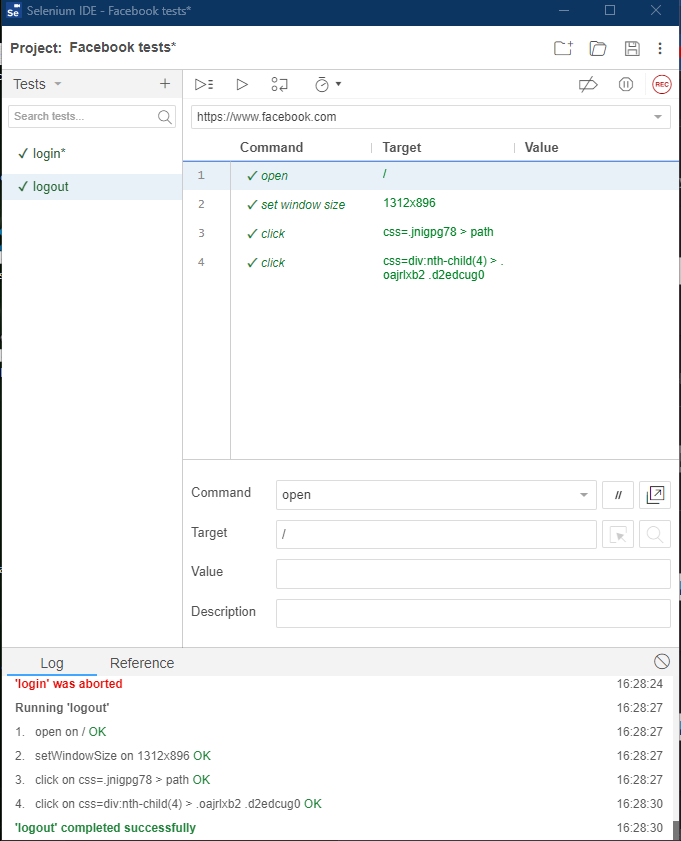 Selenium IDE - Facebook tests*
Project: Facebook tests*
Tests
Search tests...
✓ login*
✓ logout
REC
https://www.facebook.com
Command Target Value
1 ✓ open /
2 ✓ set window size 1312x896
3 ✓ click css=.jnigpg78 > path
4 ✓ click css=div:nth-child(4) > .
oajrlxb2 .d2edcug0
Command open //
Target /
Value
Description
Log Reference
'login' was aborted 16:28:24
Running 'logout' 16:28:27
1. open on / OK 16:28:27
2. setWindowSize on 1312x896 OK 16:28:27
3. click on css=.jnigpg78 > path OK 16:28:27
4. click on css=div:nth-child(4) > .oajrlxb2 .d2edcug0 OK 16:28:30
'logout' completed successfully 16:28:30